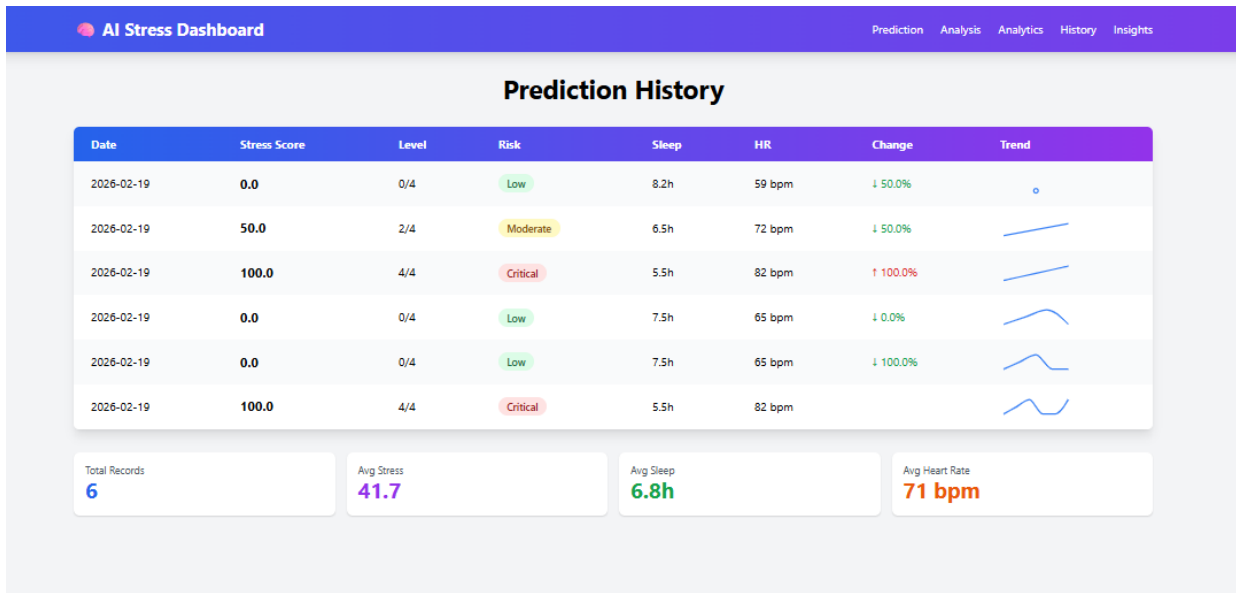 🧠 AI Stress Dashboard Prediction Analysis Analytics History Insights
Prediction History
Date Stress Score Level Risk Sleep HR Change Trend
2026-02-19 0.0 0/4 Low 8.2h 59 bpm ↓ 50.0%
2026-02-19 50.0 2/4 Moderate 6.5h 72 bpm ↓ 50.0%
2026-02-19 100.0 4/4 Critical 5.5h 82 bpm ↑ 100.0%
2026-02-19 0.0 0/4 Low 7.5h 65 bpm ↓ 0.0%
2026-02-19 0.0 0/4 Low 7.5h 65 bpm ↓ 100.0%
2026-02-19 100.0 4/4 Critical 5.5h 82 bpm
Total Records Avg Stress Avg Sleep Avg Heart Rate
6 41.7 6.8h 71 bpm